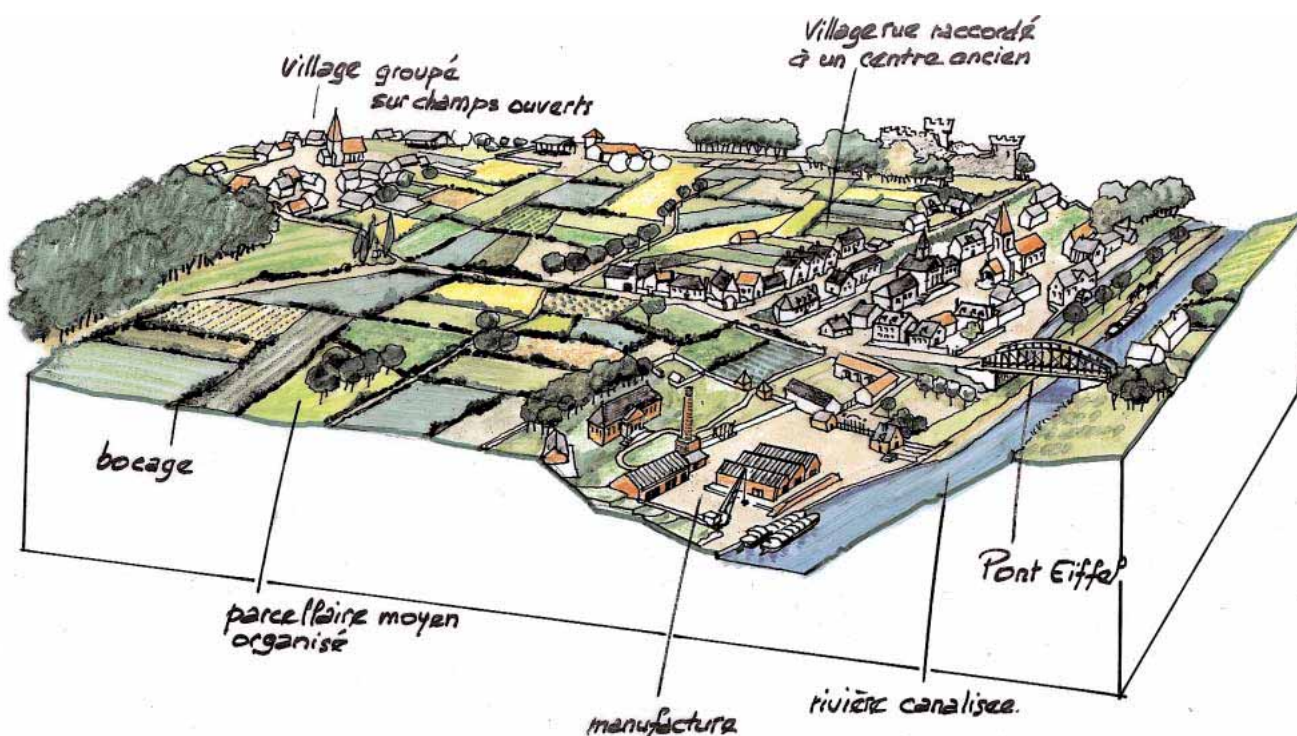 Village rue raccordé
à un centre ancien
village groupé
sur champs ouverts
bocage
Pont Eiffel
parcellaire moyen
organisé
rivière canalisee.
manufacture